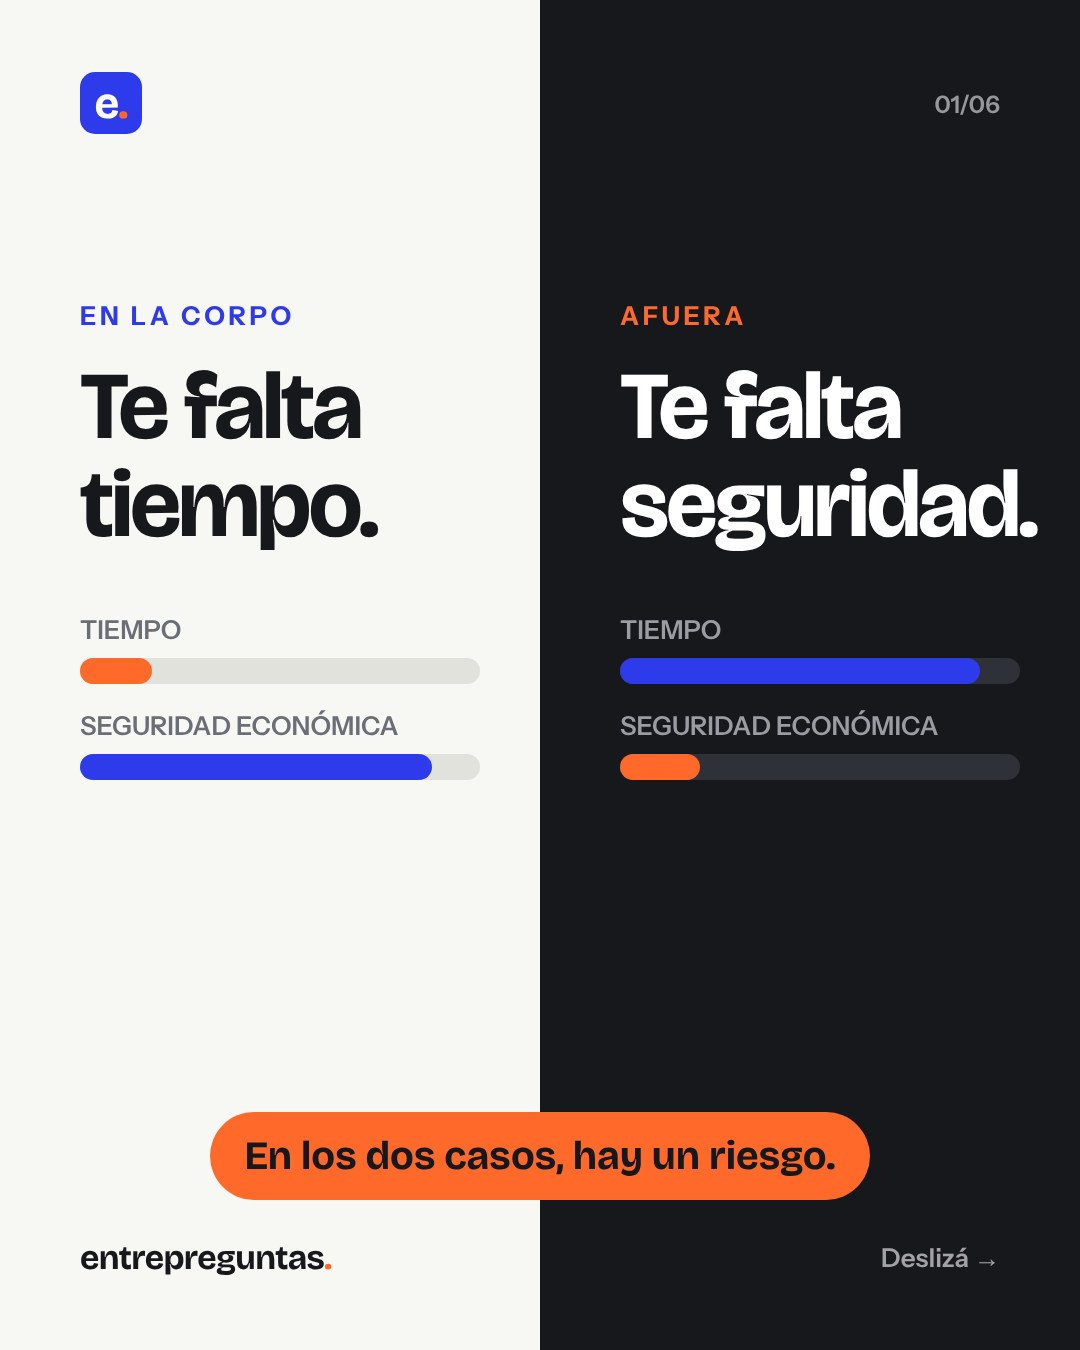 e.
01/06
EN LA CORPO
Te falta
tiempo.
TIEMPO
SEGURIDAD ECONÓMICA
AFUERA
Te falta
seguridad.
TIEMPO
SEGURIDAD ECONÓMICA
En los dos casos, hay un riesgo.
entrepreguntas.
Deslizá →